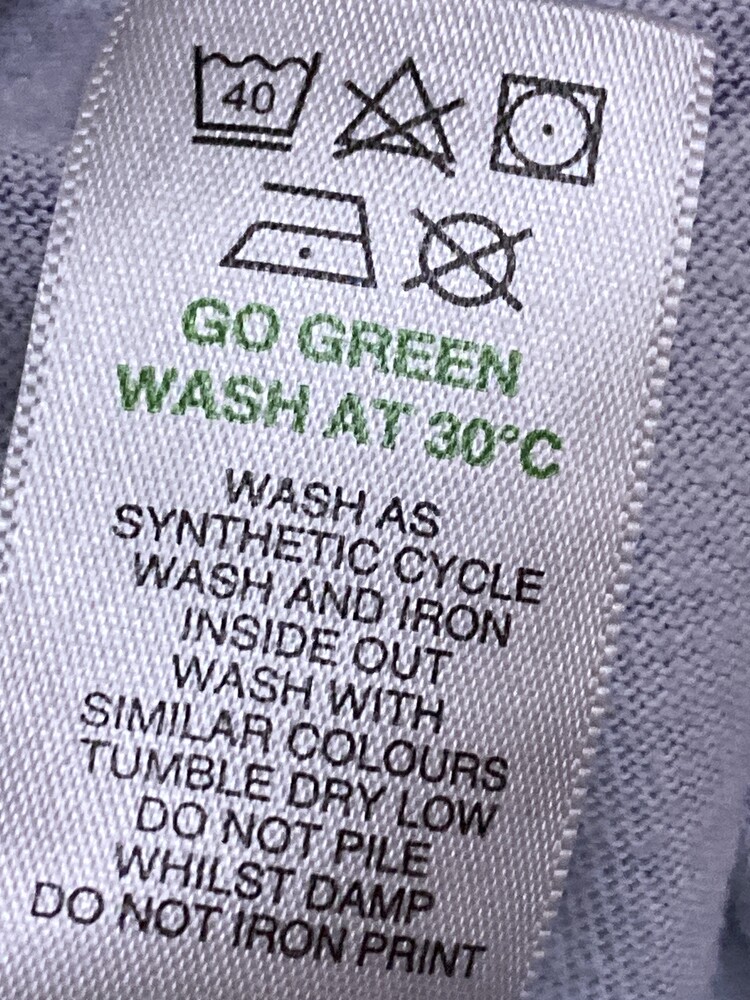 40
GO GREEN
WASH AT 30°C
WASH AS
SYNTHETIC CYCLE
WASH AND IRON
INSIDE OUT
WASH WITH
SIMILAR COLOURS
TUMBLE DRY LOW
DO NOT PILE
WHILST DAMP
DO NOT IRON PRINT